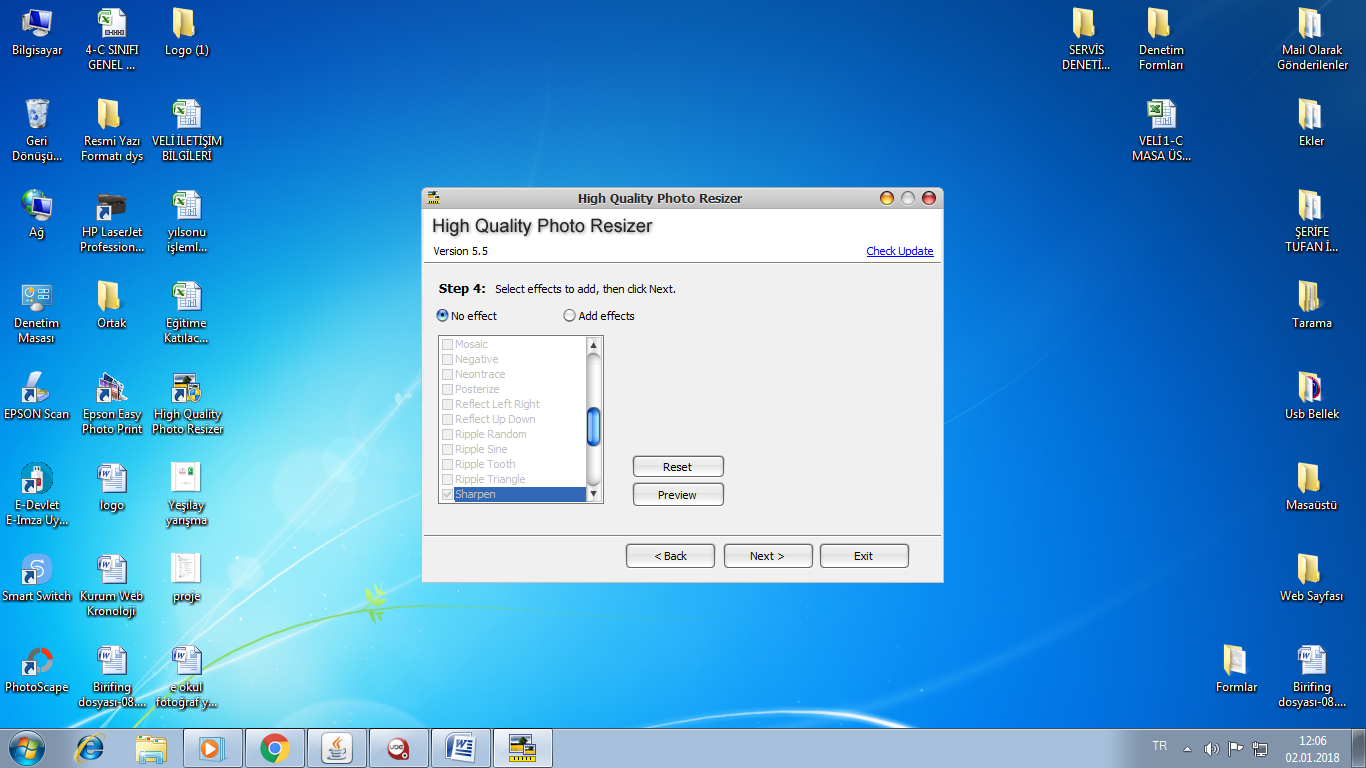 Bilgisayar
4-C SINIFI
GENEL ...
Logo (1)
SERVİS
DENETİ...
Denetim
Formları
Mail Olarak
Gönderilenler
Geri
Dönüşü...
Resmi Yazı
Formatı dys
VELİ İLETİŞİM
BİLGİLERİ
VELİ 1-C
MASA ÜS...
Ekler
Ağ
HP LaserJet
Profession...
yılsonu
işleml...
ŞERİFE
TUFAN İ...
Denetim
Masası
Ortak
Eğitime
Katılac...
Tarama
EPSON Scan
Epson Easy
Photo Print
High Quality
Photo Resizer
Usb Bellek
E-Devlet
E-Imza Uy...
logo
Yeşilay
yarışma
Masaüstü
Smart Switch
Kurum Web
Kronoloji
proje
Web Sayfası
PhotoScape
Birifing
dosyası-08....
e okul
fotoğraf y...
Formlar
Birifing
dosyası-08....
High Quality Photo Resizer
High Quality Photo Resizer
Version 5.5
Check Update
Step 4: Select effects to add, then click Next.
No effect
Add effects
Mosaic
Negative
Neontrace
Posterize
Reflect Left Right
Reflect Up Down
Ripple Random
Ripple Sine
Ripple Tooth
Ripple Triangle
Sharpen
Reset
Preview
< Back
Next >
Exit
UDE
TR
12:06
02.01.2018